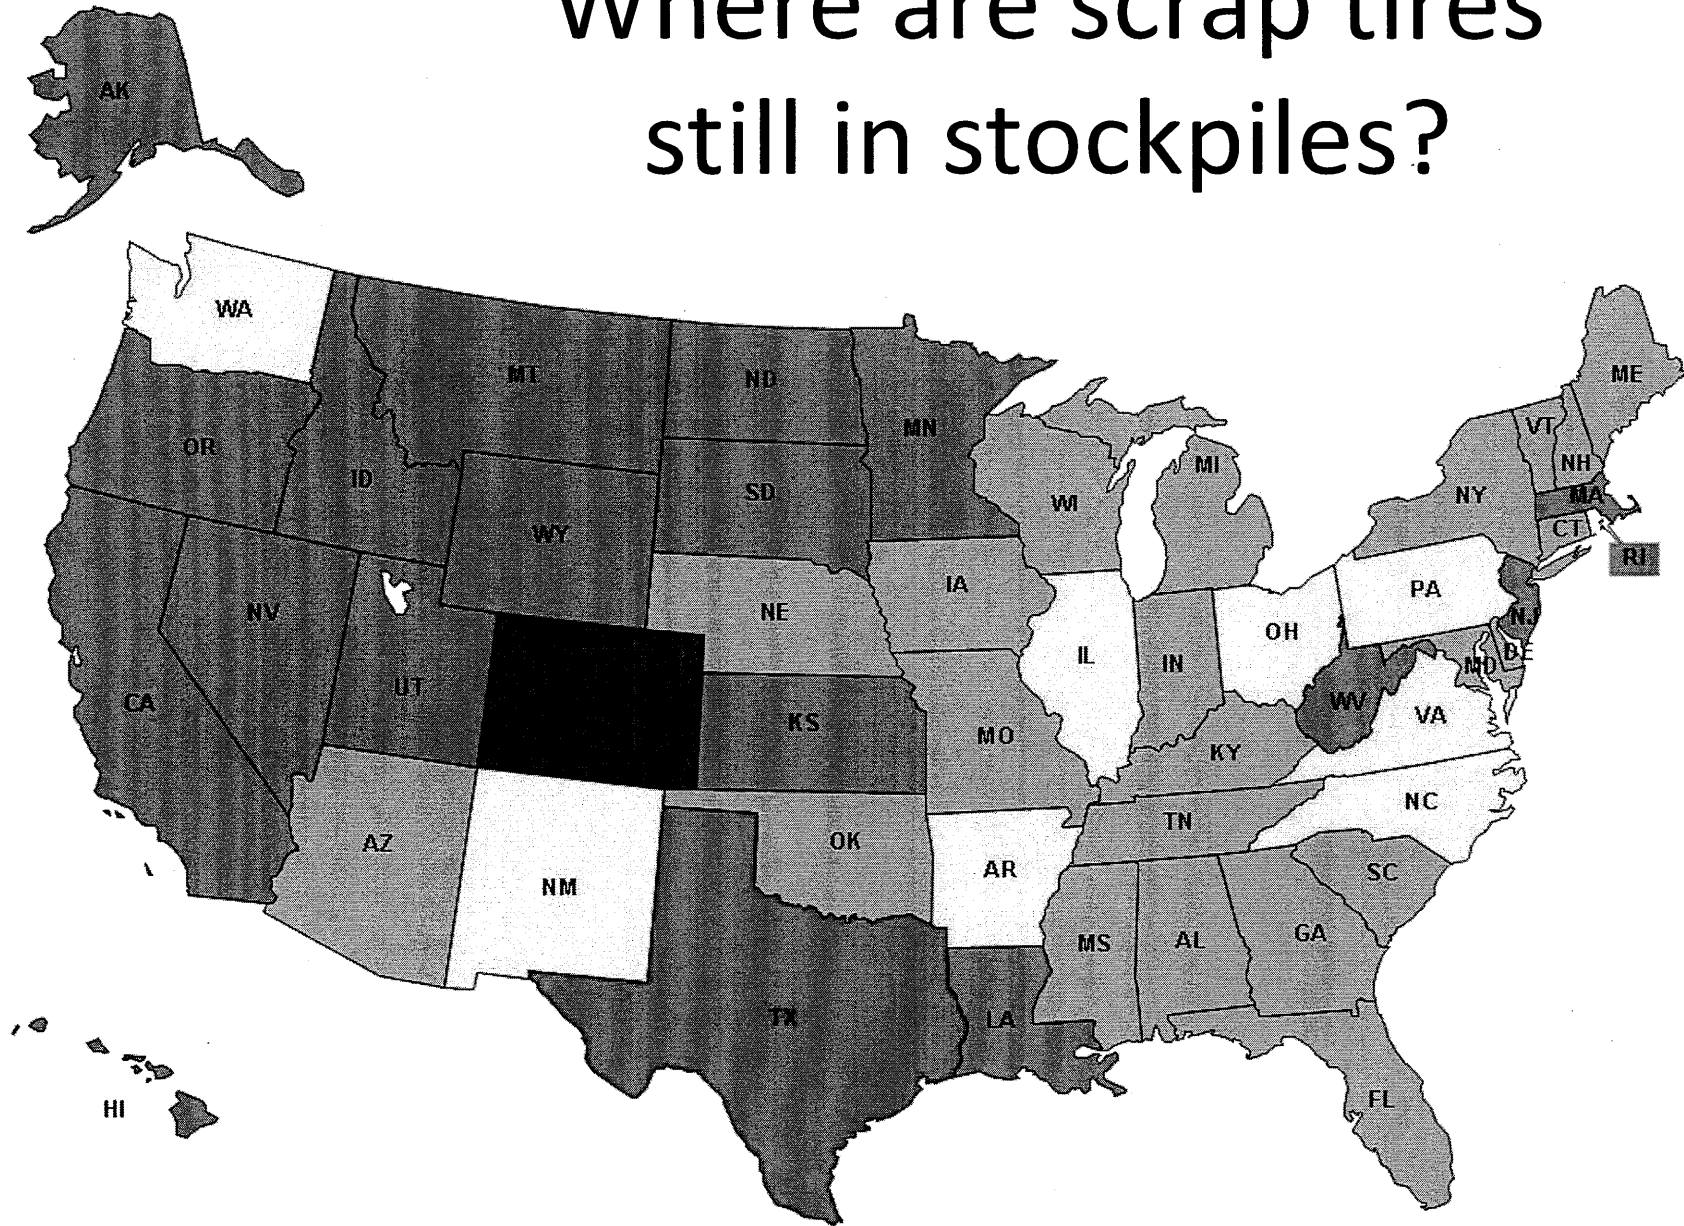 Where are scrap tires
still in stockpiles?
AK
WA
MT
ND
MN
ME
OR
ID
SD
WI
MI
VT
NH
NY
MA
CT
RI
WY
IA
NE
PA
NJ
NV
UT
IL
IN
OH
MD
DE
CA
KS
MO
KY
WV
VA
AZ
OK
TN
NC
NM
AR
SC
MS
AL
GA
TX
LA
FL
HI